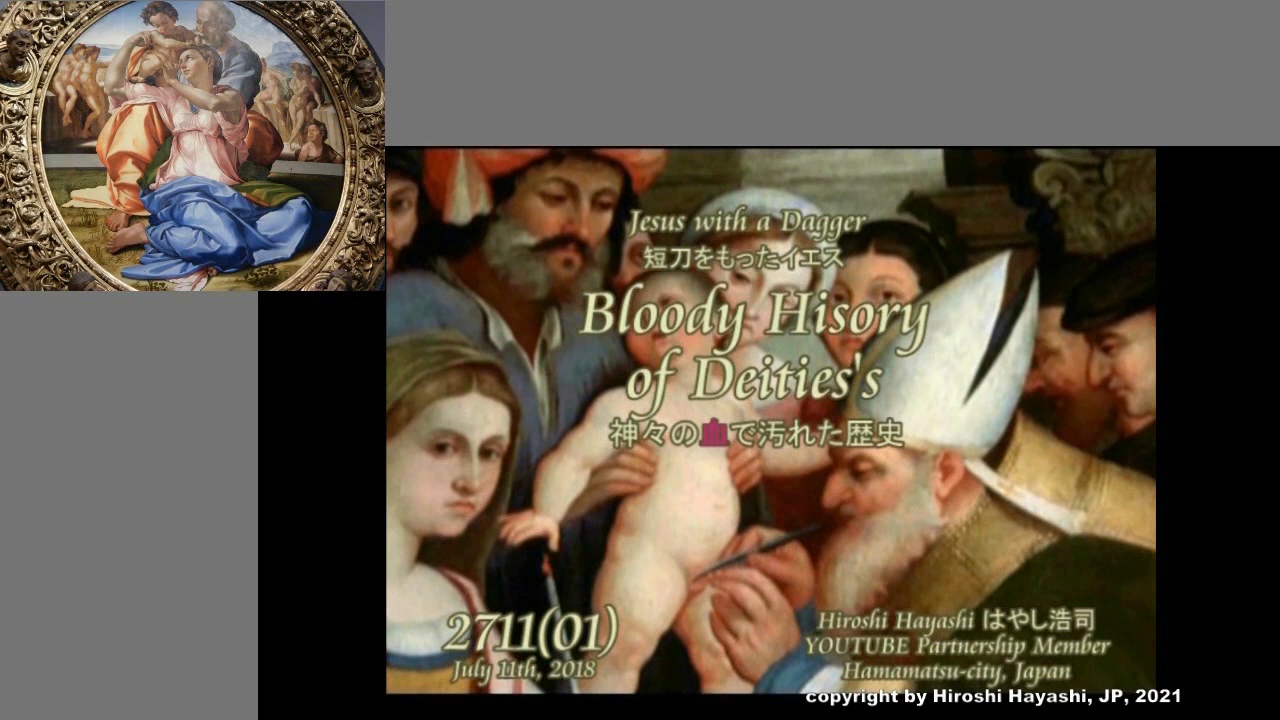 Jesus with a Dagger
短刀をもったイエス
Bloody Hisory
of Deities's
神々の血で汚れた歴史
2711(01)
July 11th, 2018
Hiroshi Hayashi はやし浩司
YOUTUBE Partnership Member
Hamamatsu-city, Japan
copyright by Hiroshi Hayashi, JP, 2021